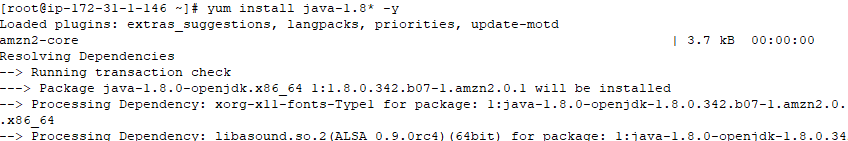 [root@ip-172-31-1-146 ~]# yum install java-1.8* -y
Loaded plugins: extras_suggestions, langpacks, priorities, update-motd
amzn2-core | 3.7 kB 00:00:00
Resolving Dependencies
--> Running transaction check
---> Package java-1.8.0-openjdk.x86_64 1:1.8.0.342.b07-1.amzn2.0.1 will be installed
--> Processing Dependency: xorg-x11-fonts-Type1 for package: 1:java-1.8.0-openjdk-1.8.0.342.b07-1.amzn2.0.
.x86_64
--> Processing Dependency: libasound.so.2(ALSA_0.9.0rc4)(64bit) for package: 1:java-1.8.0-openjdk-1.8.0.34